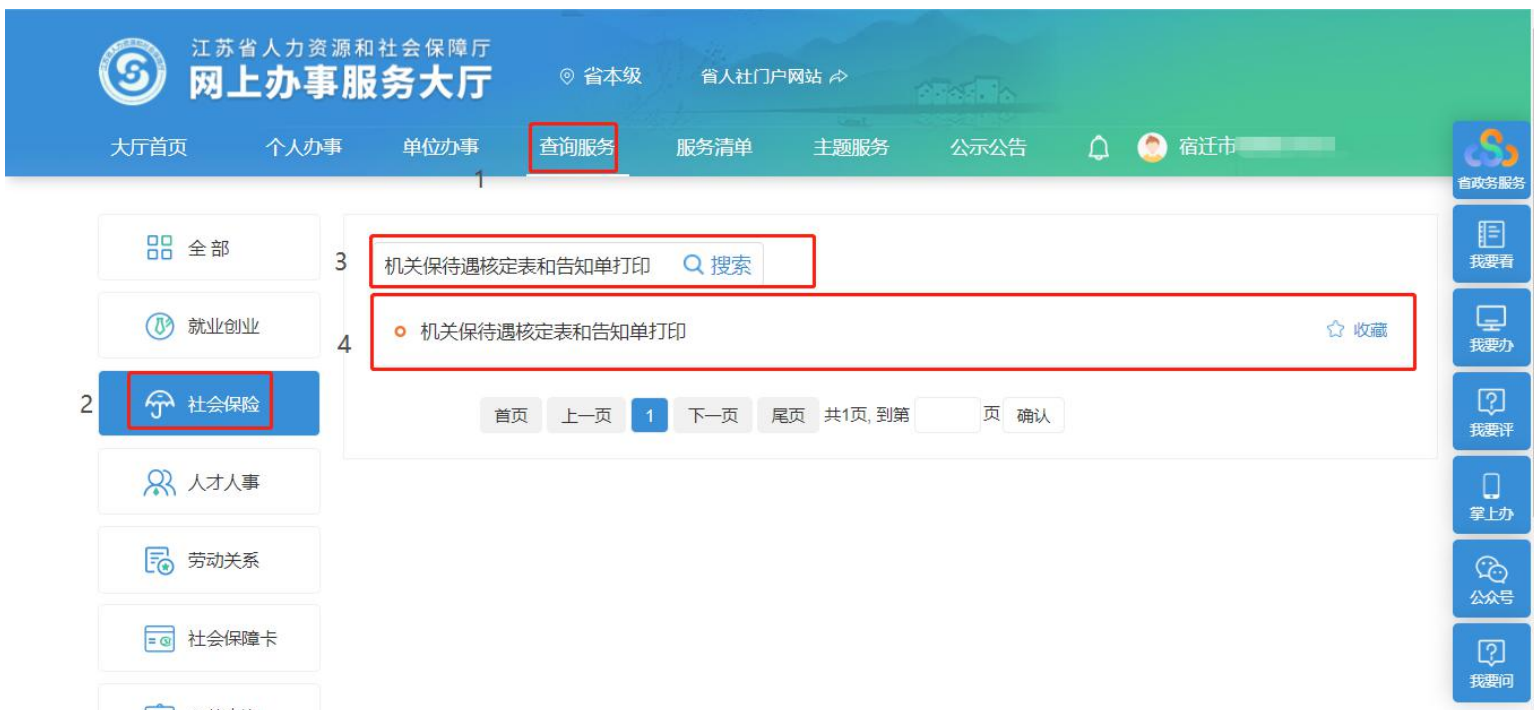 江苏省人力资源和社会保障厅
网上办事服务大厅
省本级
省人社门户网站
大厅首页 个人办事 单位办事 查询服务 服务清单 主题服务 公示公告 宿迁市
1
省政务服务
我要看
我要办
我要评
掌上办
公众号
我要问
全部
就业创业
2 社会保险
人才人事
劳动关系
社会保障卡
3 机关保待遇核定表和告知单打印 搜索
4 机关保待遇核定表和告知单打印 收藏
首页 上一页 1 下一页 尾页 共1页, 到第 页 确认